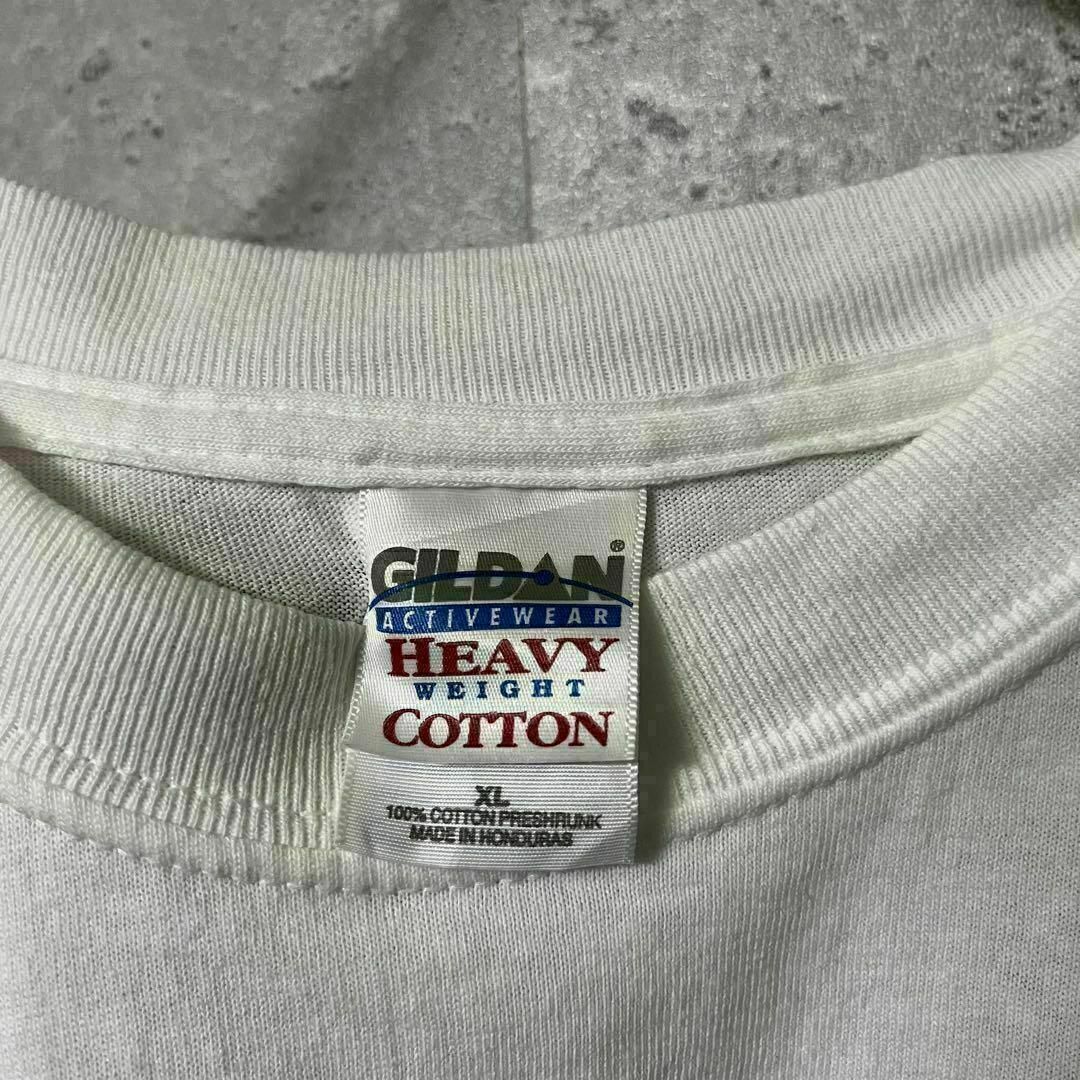 GILDAN®
ACTIVEWEAR
HEAVY
WEIGHT
COTTON
XL
100% COTTON PRESHRUNK
MADE IN HONDURAS